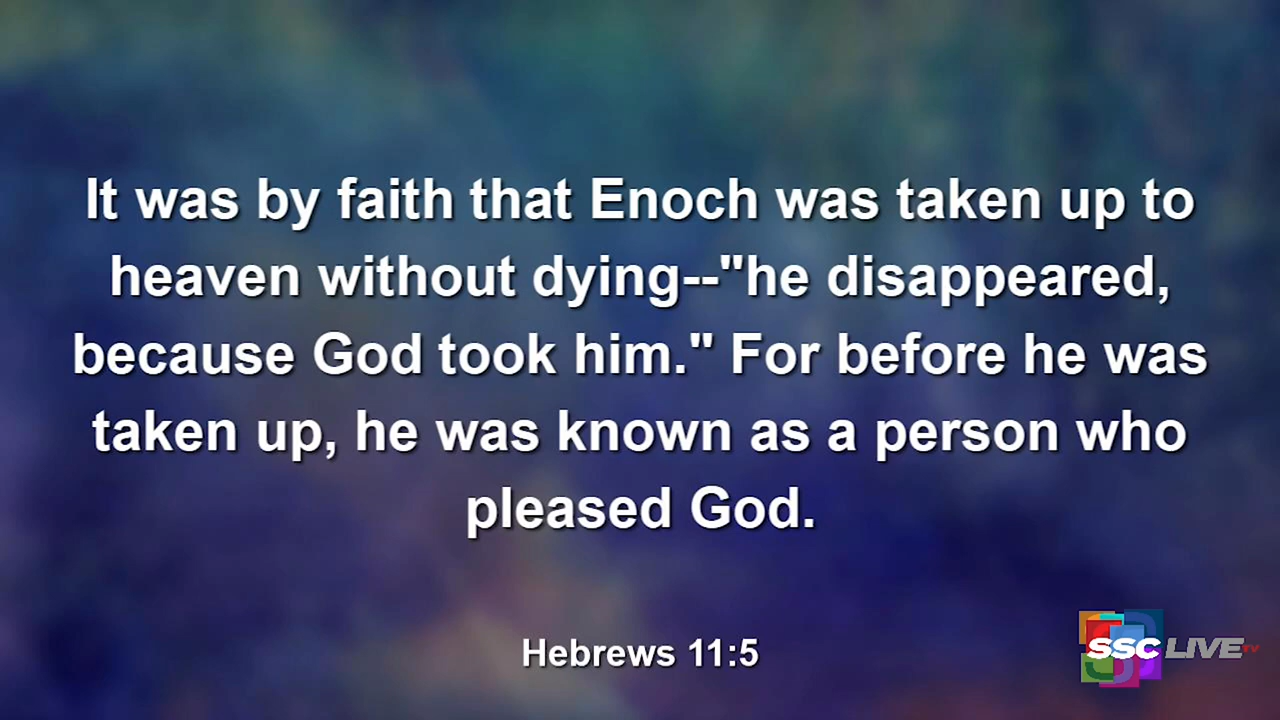 It was by faith that Enoch was taken up to
heaven without dying--"he disappeared,
because God took him." For before he was
taken up, he was known as a person who
pleased God.
Hebrews 11:5
SSC LIVE TV